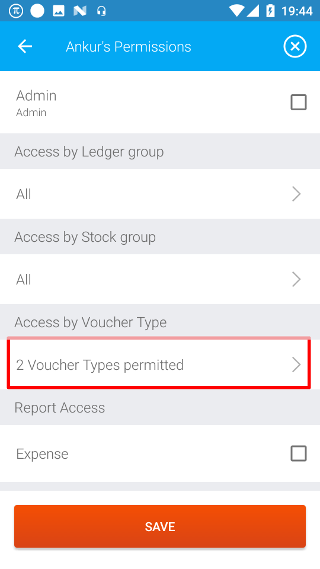 19:44
Ankur's Permissions
Admin
Admin
Access by Ledger group
All
Access by Stock group
All
Access by Voucher Type
2 Voucher Types permitted
Report Access
Expense
SAVE